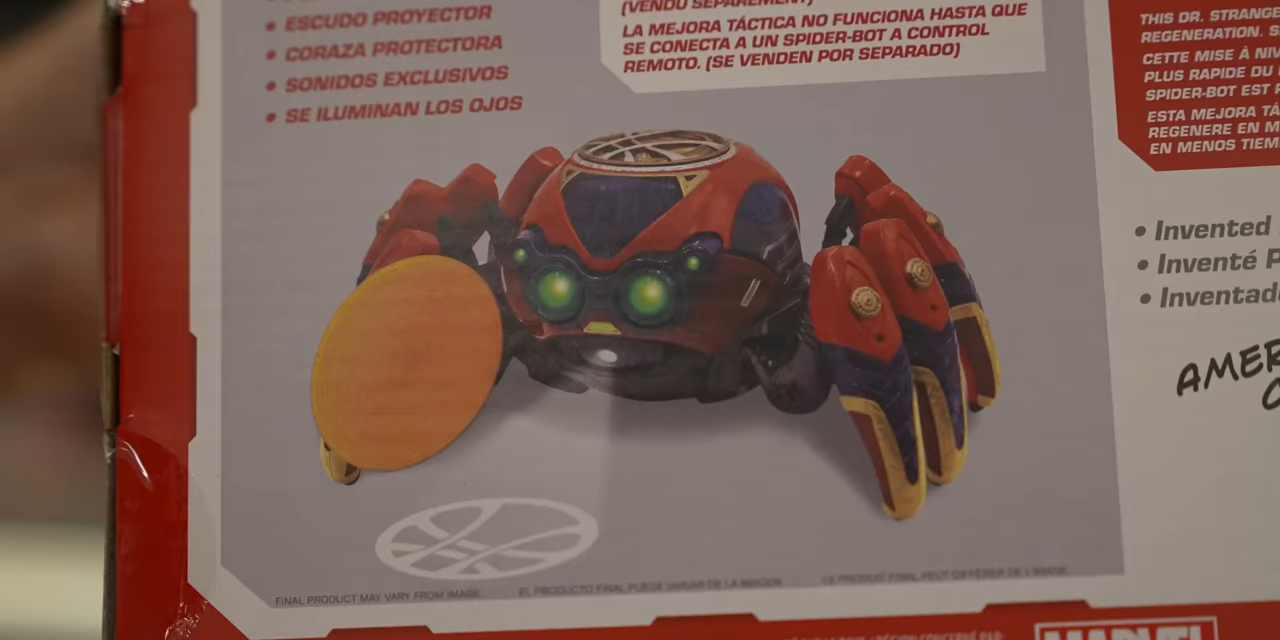 • ESCUDO PROYECTOR
• CORAZA PROTECTORA
• SONIDOS EXCLUSIVOS
• SE ILUMINAN LOS OJOS
(VENDU SÉPARÉMENT)
LA MEJORA TÁCTICA NO FUNCIONA HASTA QUE
SE CONECTA A UN SPIDER-BOT A CONTROL
REMOTO. (SE VENDEN POR SEPARADO)
THIS DR. STRANGE
REGENERATION.
CETTE MISE À
PLUS RAPIDE DU
SPIDER-BOT EST
ESTA MEJORA
REGENERE EN
EN MENOS
• Invented
• Inventé
• Inventad
AMER
FINAL PRODUCT MAY VARY FROM IMAGE
EL PRODUCTO FINAL PUEDE VARIAR DE LA IMAGEN
LE PRODUIT FINAL PEUT DIFFÉRER DE L'IMAGE
MARVEL